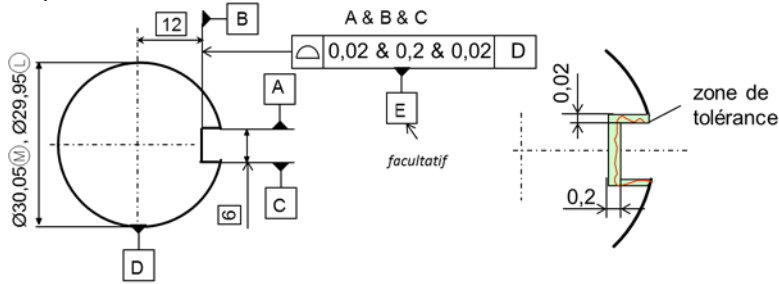 12
B
A & B & C
0,02 & 0,2 & 0,02 D
A
E
facultatif
C
6
Ø30,05Ⓜ, Ø29,95Ⓛ
D
0,02
zone de
tolérance
0,2